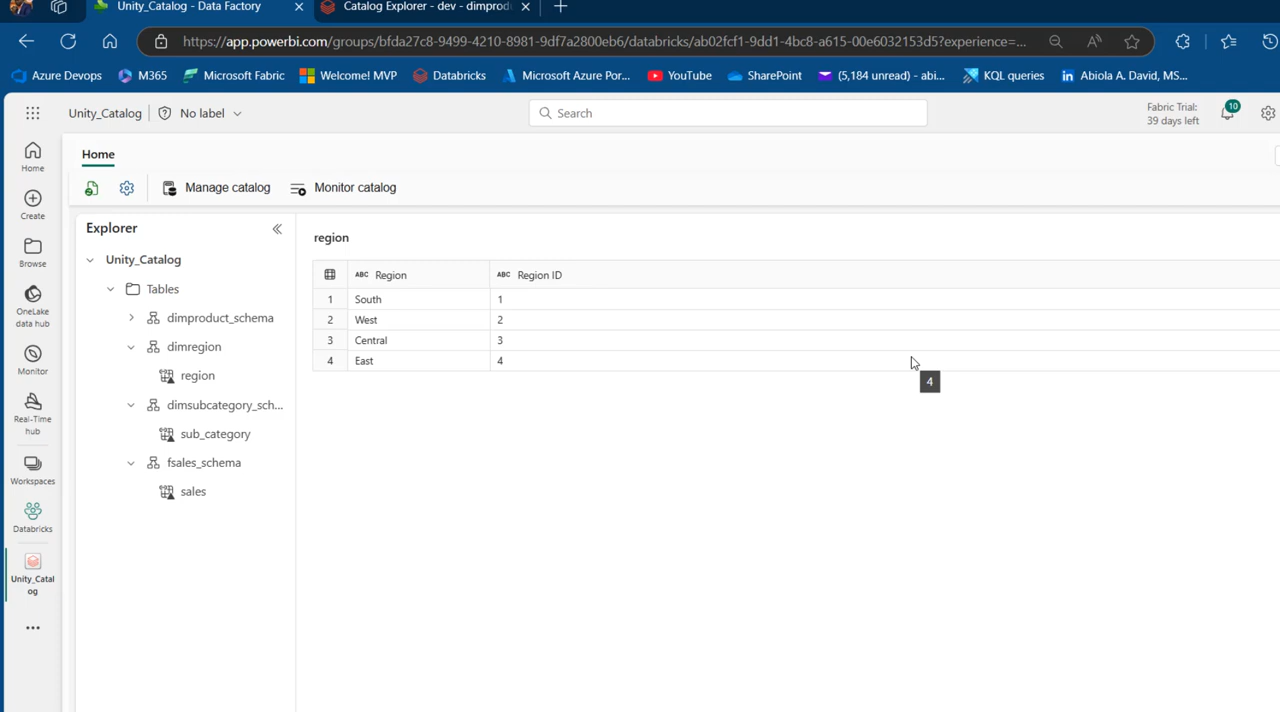 Unity_Catalog - Data Factory
Catalog Explorer - dev - dimprodu
https://app.powerbi.com/groups/bfda27c8-9499-4210-8981-9df7a2800eb6/databricks/ab02fcf1-9dd1-4bc8-a615-00e6032153d5?experience=...
Azure Devops M365 Microsoft Fabric Welcome! MVP Databricks Microsoft Azure Por... YouTube SharePoint (5,184 unread) - abi... KQL queries Abiola A. David, MS...
Unity_Catalog No label Search Fabric Trial: 10
39 days left
Home
Home
Manage catalog Monitor catalog
Create
Browse
OneLake
data hub
Monitor
Real-Time
hub
Workspaces
Databricks
Unity_Catal
og
Explorer
Unity_Catalog
Tables
dimproduct_schema
dimregion
region
dimsubcategory_sch...
sub_category
fsales_schema
sales
region
ABC Region ABC Region ID
1 South 1
2 West 2
3 Central 3
4 East 4
4